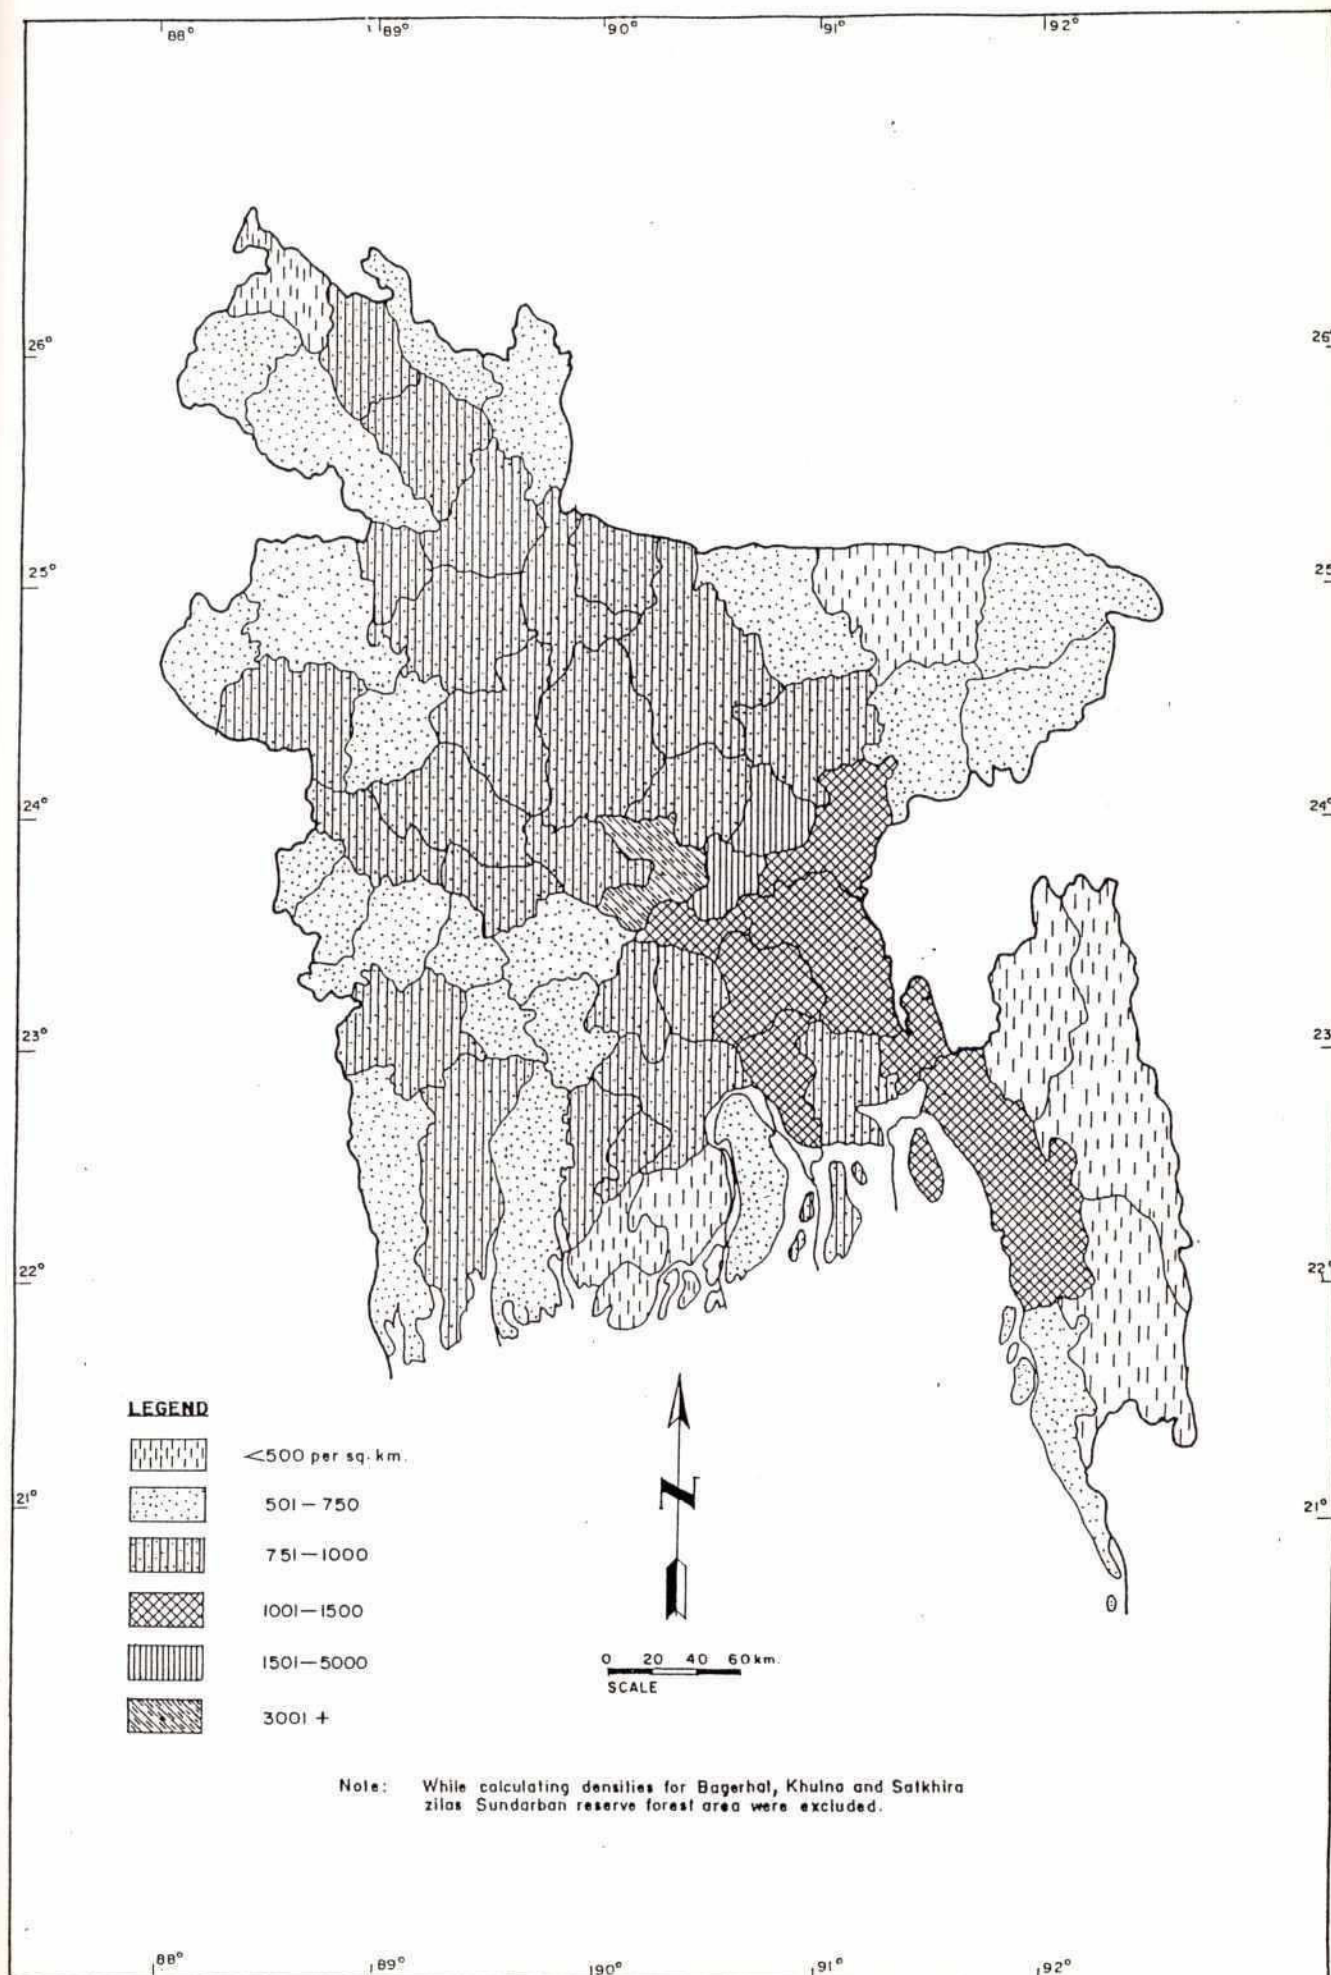 88° 89° 90° 91° 92°
26° 26°
25° 25
24° 24°
23° 23
22° 22°
LEGEND
<500 per sq. km.
501–750
21° 21°
751–1000
N
1001–1500
1501–5000
0 20 40 60 km.
SCALE
3001 +
Note: While calculating densities for Bagerhat, Khulna and Satkhira
zilas Sundarban reserve forest area were excluded.
88° 89° 90° 91° 92°